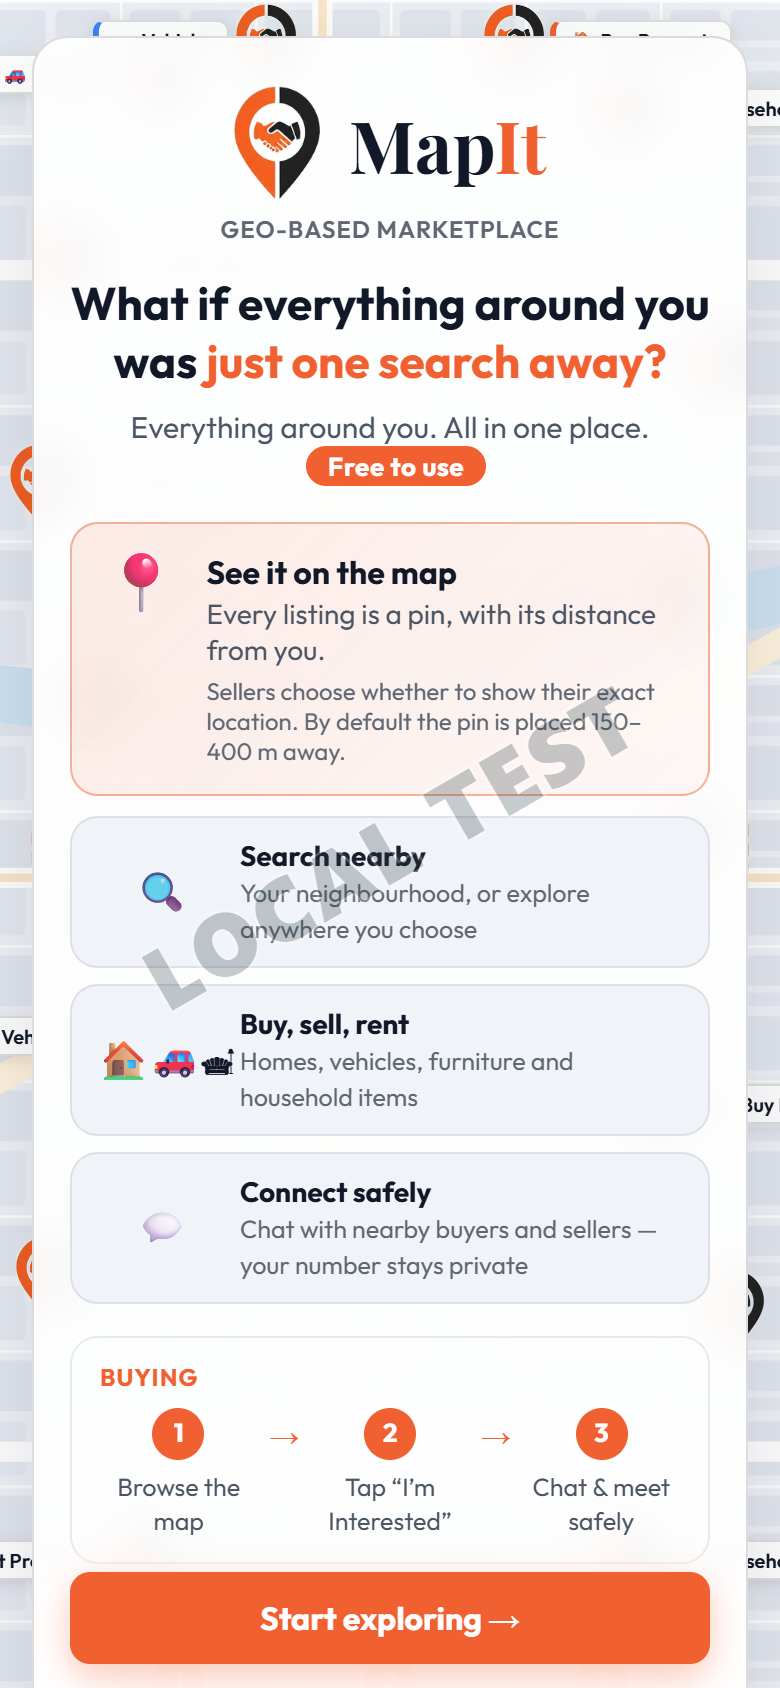 MapIt
GEO-BASED MARKETPLACE
What if everything around you
was just one search away?
Everything around you. All in one place.
Free to use
See it on the map
Every listing is a pin, with its distance
from you.
Sellers choose whether to show their exact
location. By default the pin is placed 150–
400 m away.
LOCAL TEST
Search nearby
Your neighbourhood, or explore
anywhere you choose
Buy, sell, rent
Homes, vehicles, furniture and
household items
Connect safely
Chat with nearby buyers and sellers —
your number stays private
BUYING
1 → 2 → 3
Browse the map
Tap “I’m Interested”
Chat & meet safely
Start exploring →